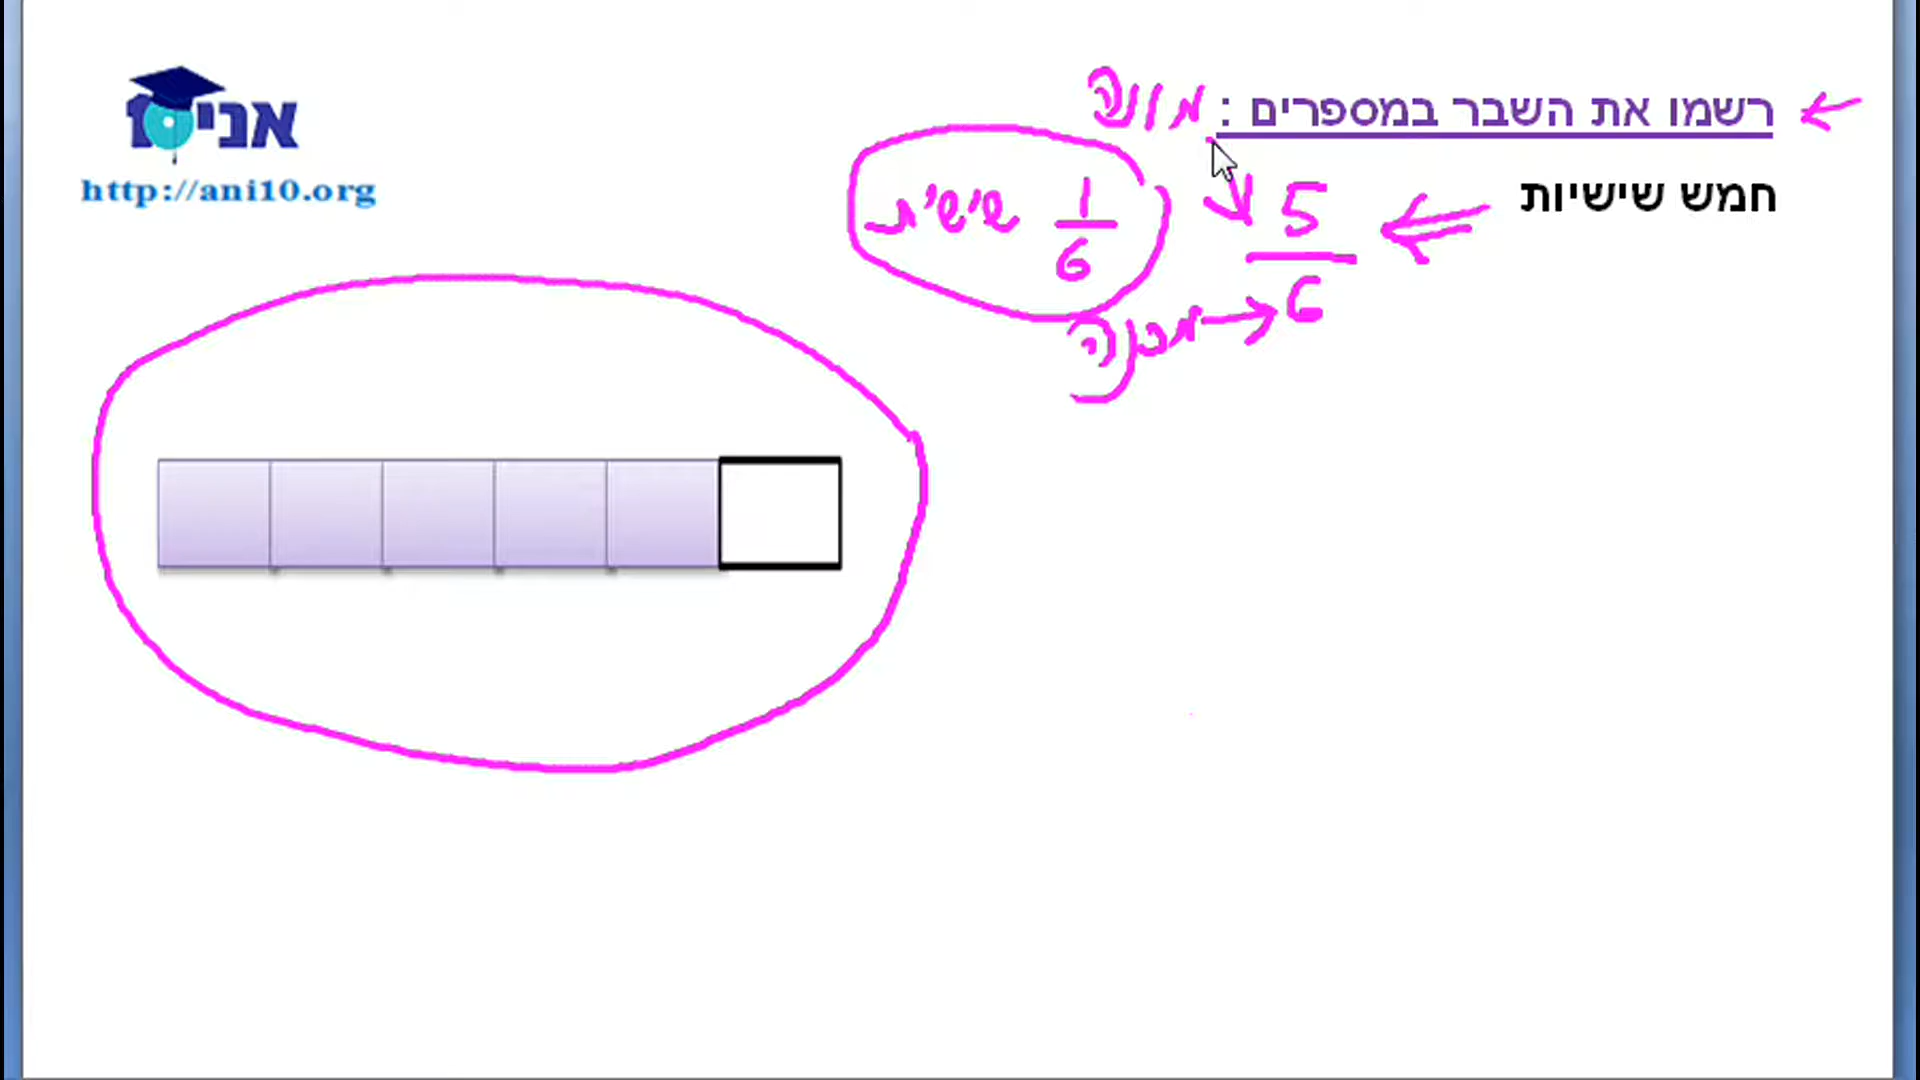 אני10
http://ani10.org
רשמו את השבר במספרים : מונה
חמש שישיות
5
6
1
6
שישית
מכנה